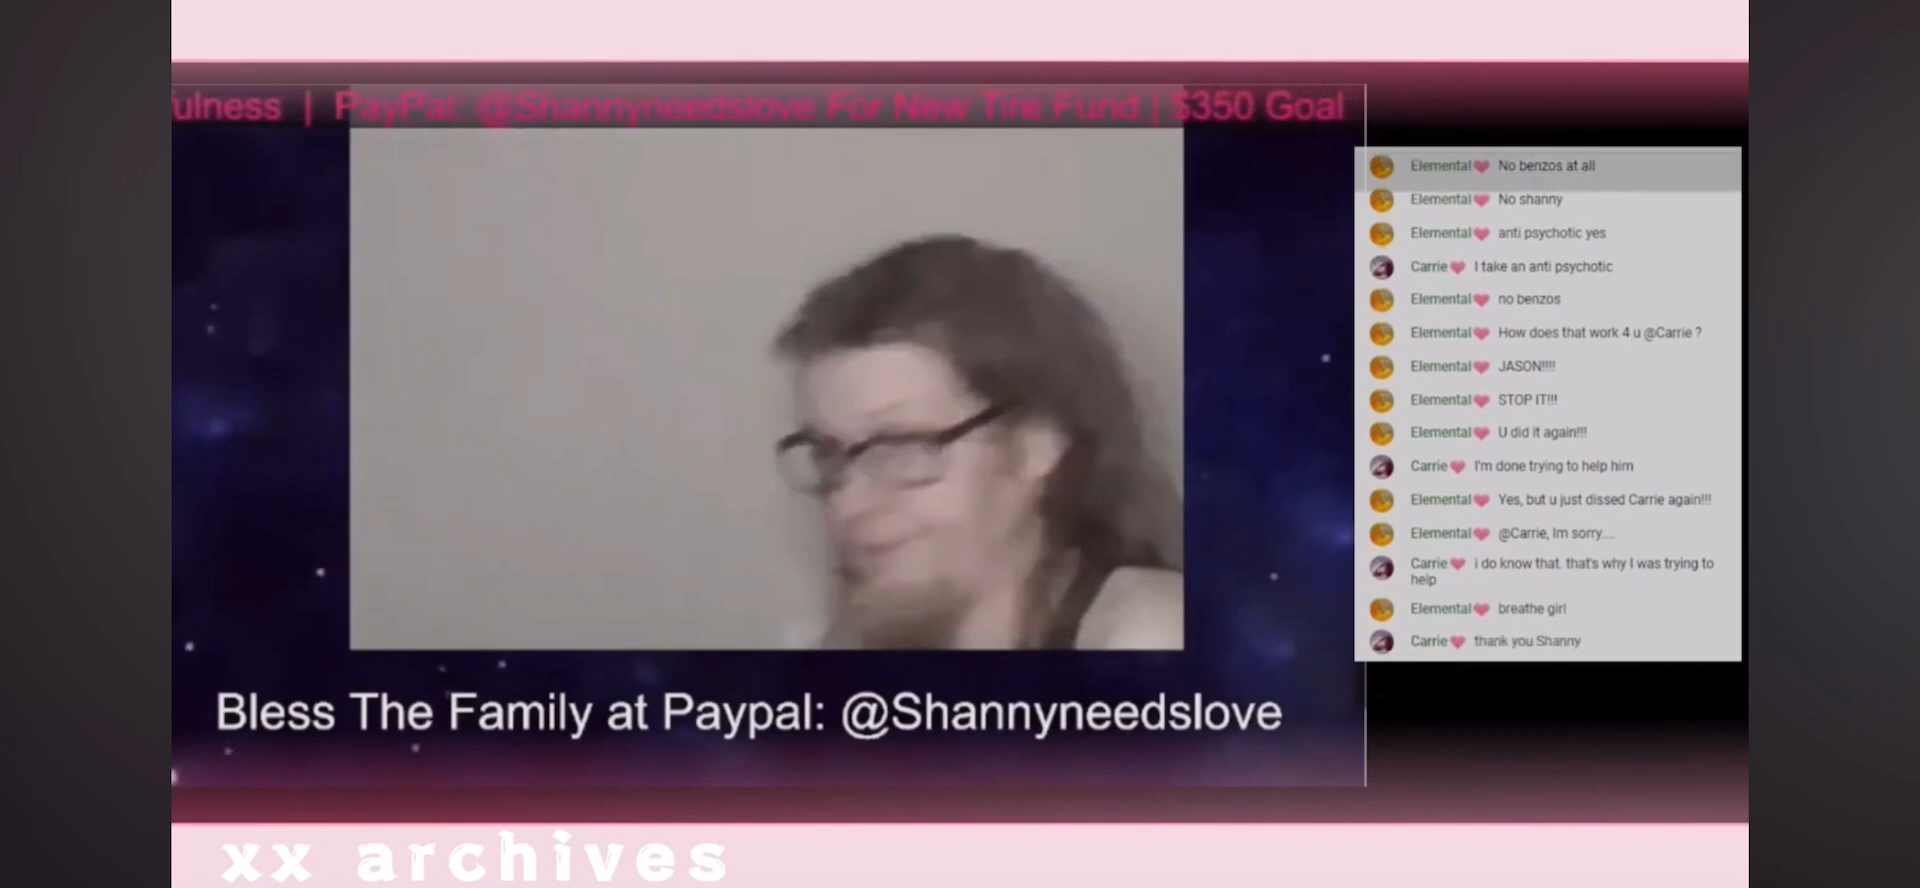 fulness | PayPal: @Shannyneedslove For New Tire Fund | $350 Goal
Elemental No benzos at all
Elemental No shanny
Elemental anti psychotic yes
Carrie I take an anti psychotic
Elemental no benzos
Elemental How does that work 4 u @Carrie ?
Elemental JASON!!!!
Elemental STOP IT!!!
Elemental U did it again!!!
Carrie I'm done trying to help him
Elemental Yes, but u just dissed Carrie again!!!
Elemental @Carrie, Im sorry....
Carrie i do know that. that's why I was trying to
help
Elemental breathe girl
Carrie thank you Shanny
Bless The Family at Paypal: @Shannyneedslove
xx archives